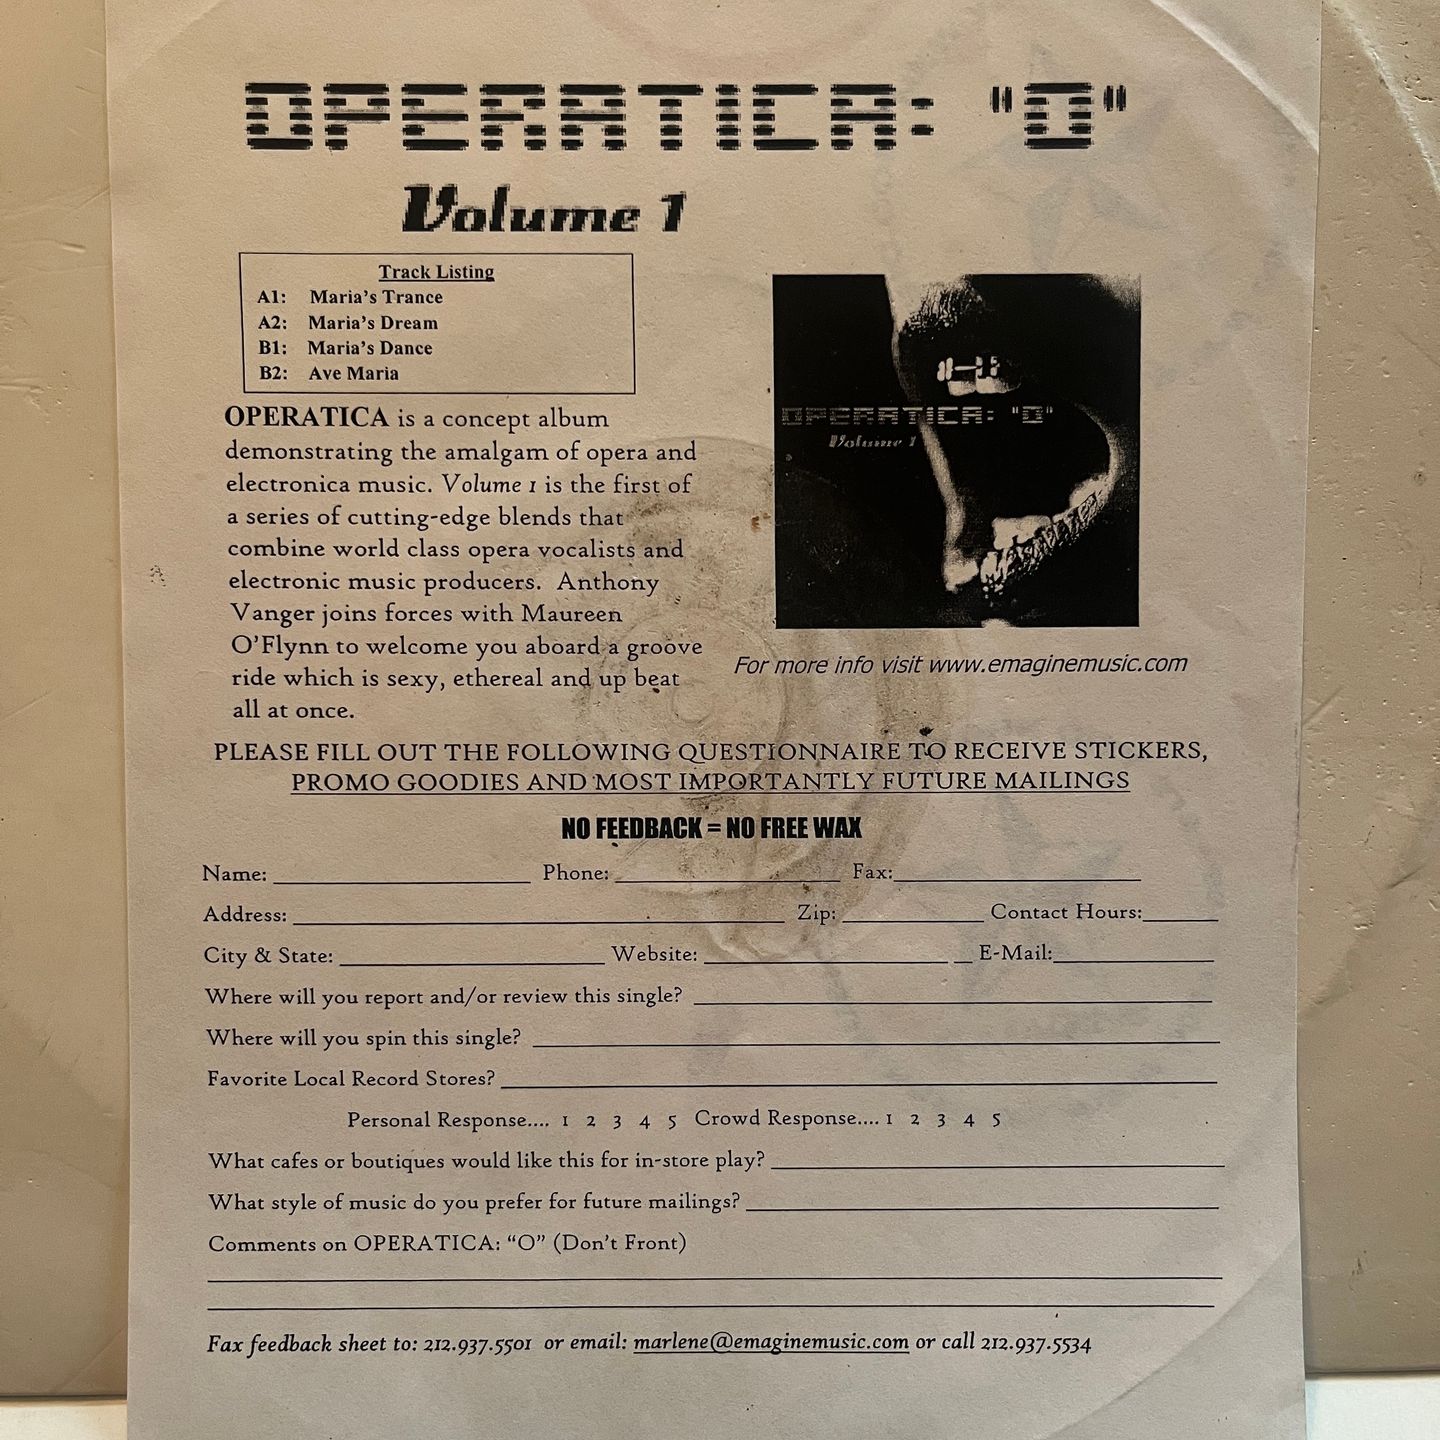 OPERATICA: "O"
Volume 1
Track Listing
A1: Maria's Trance
A2: Maria's Dream
B1: Maria's Dance
B2: Ave Maria
OPERATICA is a concept album
demonstrating the amalgam of opera and
electronica music. Volume 1 is the first of
a series of cutting-edge blends that
combine world class opera vocalists and
electronic music producers. Anthony
Vanger joins forces with Maureen
O'Flynn to welcome you aboard a groove
ride which is sexy, ethereal and up beat
all at once.
OPERATICA: "O"
Volume 1
For more info visit www.emaginemusic.com
PLEASE FILL OUT THE FOLLOWING QUESTIONNAIRE TO RECEIVE STICKERS,
PROMO GOODIES AND MOST IMPORTANTLY FUTURE MAILINGS
NO FEEDBACK = NO FREE WAX
Name: Phone: Fax:
Address: Zip: Contact Hours:
City & State: Website: E-Mail:
Where will you report and/or review this single?
Where will you spin this single?
Favorite Local Record Stores?
Personal Response.... 1 2 3 4 5 Crowd Response.... 1 2 3 4 5
What cafes or boutiques would like this for in-store play?
What style of music do you prefer for future mailings?
Comments on OPERATICA: "O" (Don't Front)
Fax feedback sheet to: 212.937.5501 or email: marlene@emaginemusic.com or call 212.937.5534